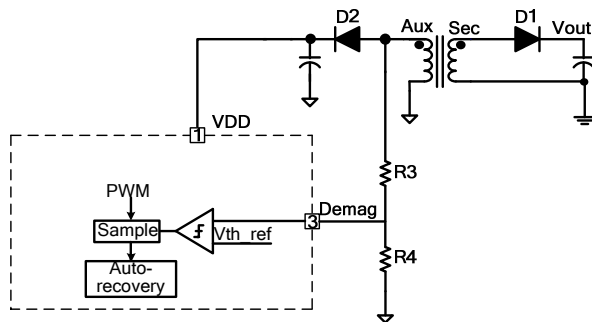 D2
Aux
Sec
D1
Vout
1
VDD
R3
PWM
3
Demag
Sample
Vth_ref
R4
Auto-
recovery